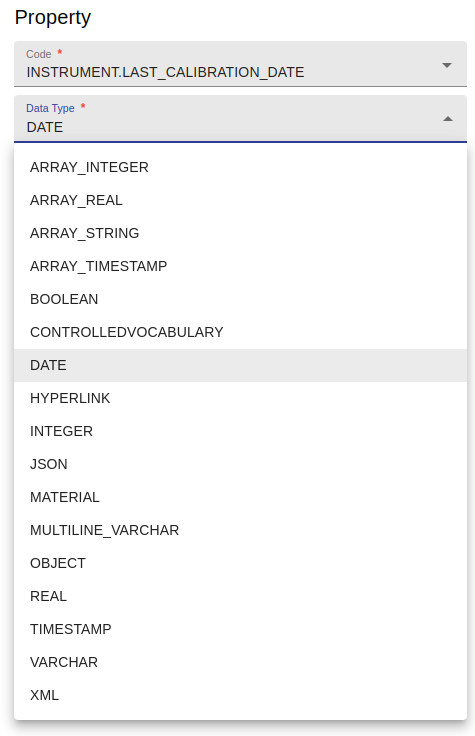 Property
Code *
INSTRUMENT.LAST_CALIBRATION_DATE
Data Type *
DATE
ARRAY_INTEGER
ARRAY_REAL
ARRAY_STRING
ARRAY_TIMESTAMP
BOOLEAN
CONTROLLEDVOCABULARY
DATE
HYPERLINK
INTEGER
JSON
MATERIAL
MULTILINE_VARCHAR
OBJECT
REAL
TIMESTAMP
VARCHAR
XML